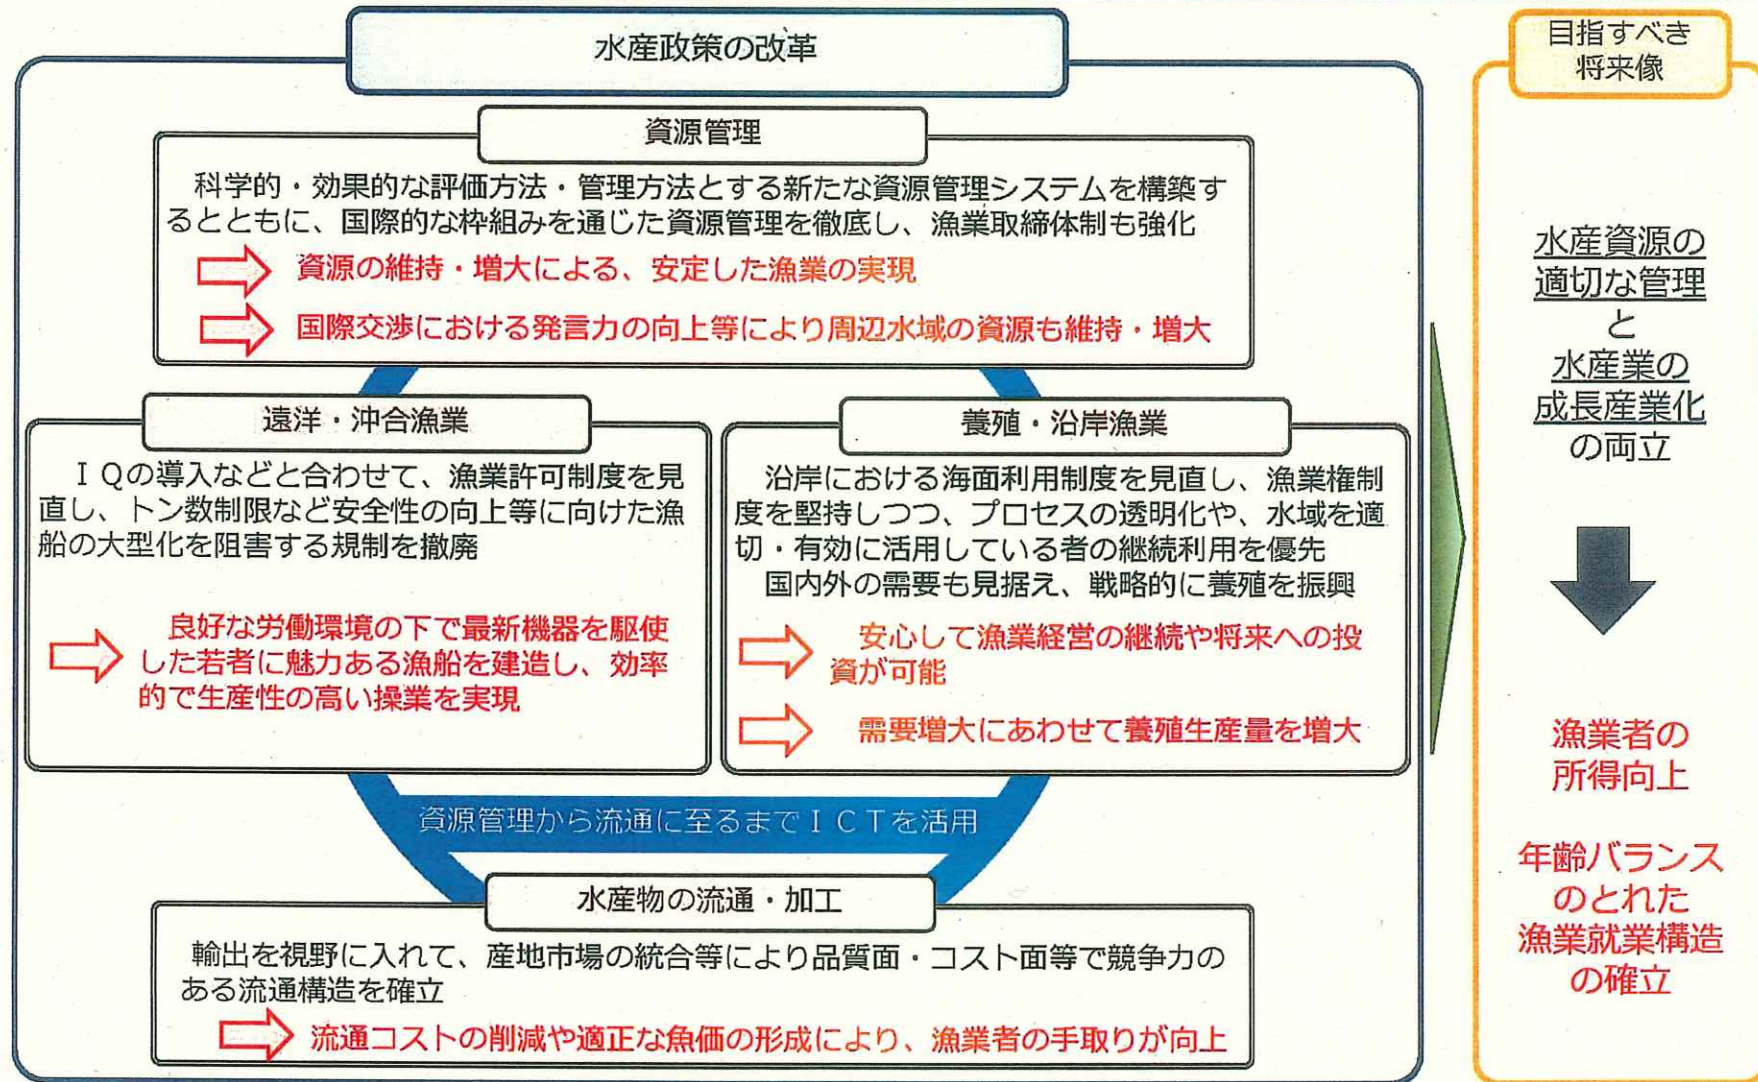 水産政策の改革
資源管理
科学的・効果的な評価方法・管理方法とする新たな資源管理システムを構築す
るとともに、国際的な枠組みを通じた資源管理を徹底し、漁業取締体制も強化
資源の維持・増大による、安定した漁業の実現
国際交渉における発言力の向上等により周辺水域の資源も維持・増大
遠洋・沖合漁業
ＩＱの導入などと合わせて、漁業許可制度を見
直し、トン数制限など安全性の向上等に向けた漁
船の大型化を阻害する規制を撤廃
良好な労働環境の下で最新機器を駆使
した若者に魅力ある漁船を建造し、効率
的で生産性の高い操業を実現
養殖・沿岸漁業
沿岸における海面利用制度を見直し、漁業権制
度を堅持しつつ、プロセスの透明化や、水域を適
切・有効に活用している者の継続利用を優先
国内外の需要も見据え、戦略的に養殖を振興
安心して漁業経営の継続や将来への投
資が可能
需要増大にあわせて養殖生産量を増大
資源管理から流通に至るまでＩＣＴを活用
水産物の流通・加工
輸出を視野に入れて、産地市場の統合等により品質面・コスト面等で競争力の
ある流通構造を確立
流通コストの削減や適正な魚価の形成により、漁業者の手取りが向上
目指すべき
将来像
水産資源の
適切な管理
と
水産業の
成長産業化
の両立
漁業者の
所得向上
年齢バランス
のとれた
漁業就業構造
の確立